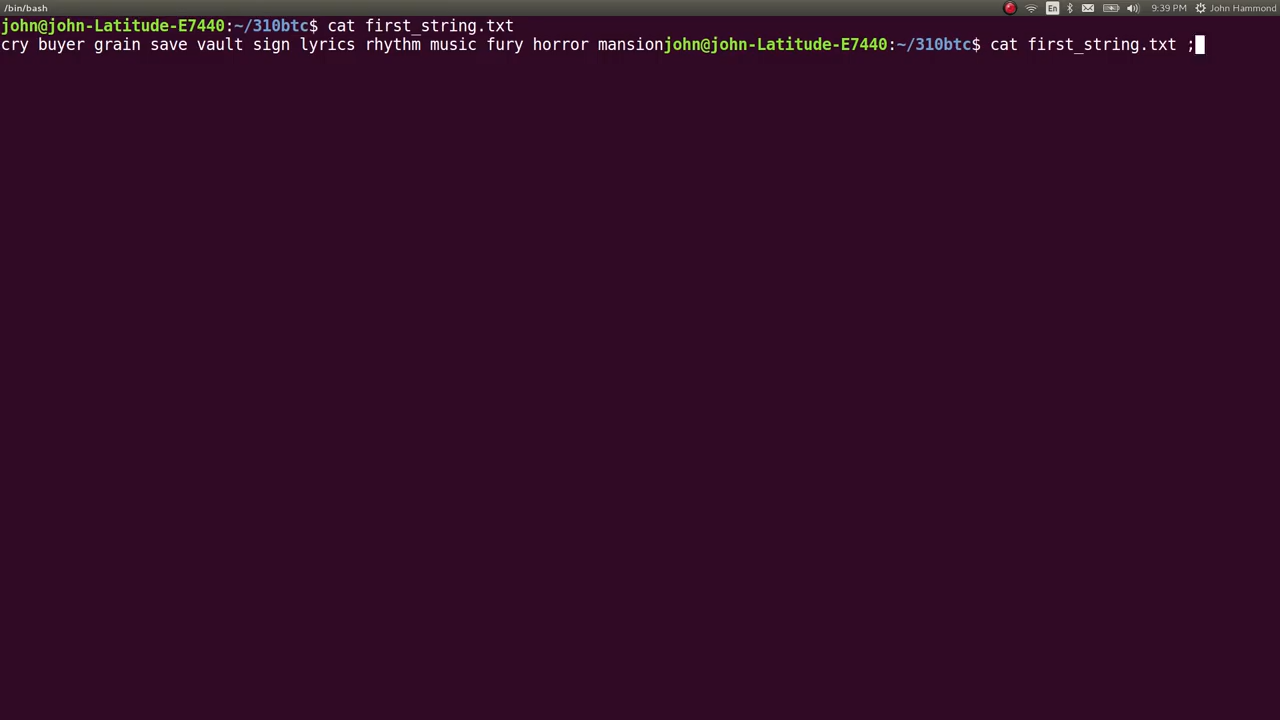 /bin/bash En 9:39 PM John Hammond
john@john-Latitude-E7440:~/310btc$ cat first_string.txt
cry buyer grain save vault sign lyrics rhythm music fury horror mansionjohn@john-Latitude-E7440:~/310btc$ cat first_string.txt ;